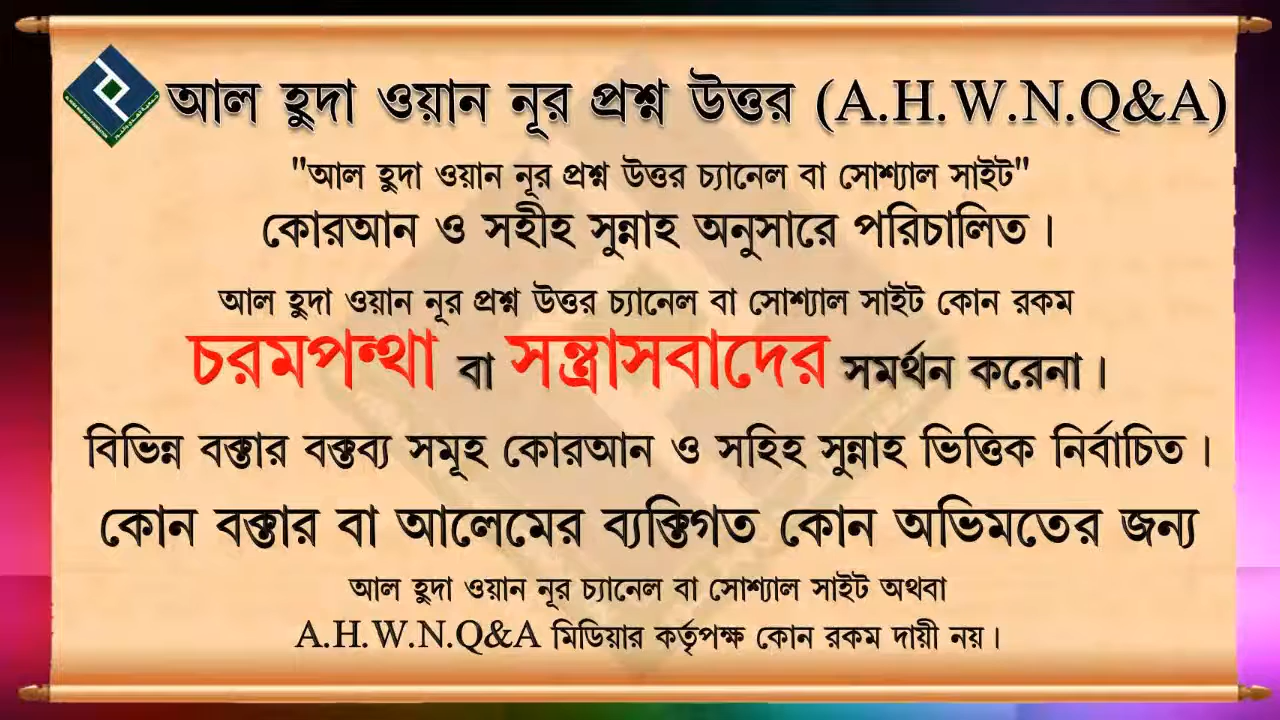 আল হুদা ওয়ান নূর প্রশ্ন উত্তর (A.H.W.N.Q&A)
"আল হুদা ওয়ান নূর প্রশ্ন উত্তর চ্যানেল বা সোশ্যাল সাইট"
কোরআন ও সহীহ সুন্নাহ অনুসারে পরিচালিত।
আল হুদা ওয়ান নূর প্রশ্ন উত্তর চ্যানেল বা সোশ্যাল সাইট কোন রকম
চরমপন্থা বা সন্ত্রাসবাদের সমর্থন করেনা।
বিভিন্ন বক্তার বক্তব্য সমূহ কোরআন ও সহিহ সুন্নাহ ভিত্তিক নির্বাচিত।
কোন বক্তার বা আলেমের ব্যক্তিগত কোন অভিমতের জন্য
আল হুদা ওয়ান নূর চ্যানেল বা সোশ্যাল সাইট অথবা
A.H.W.N.Q&A মিডিয়ার কর্তৃপক্ষ কোন রকম দায়ী নয়।